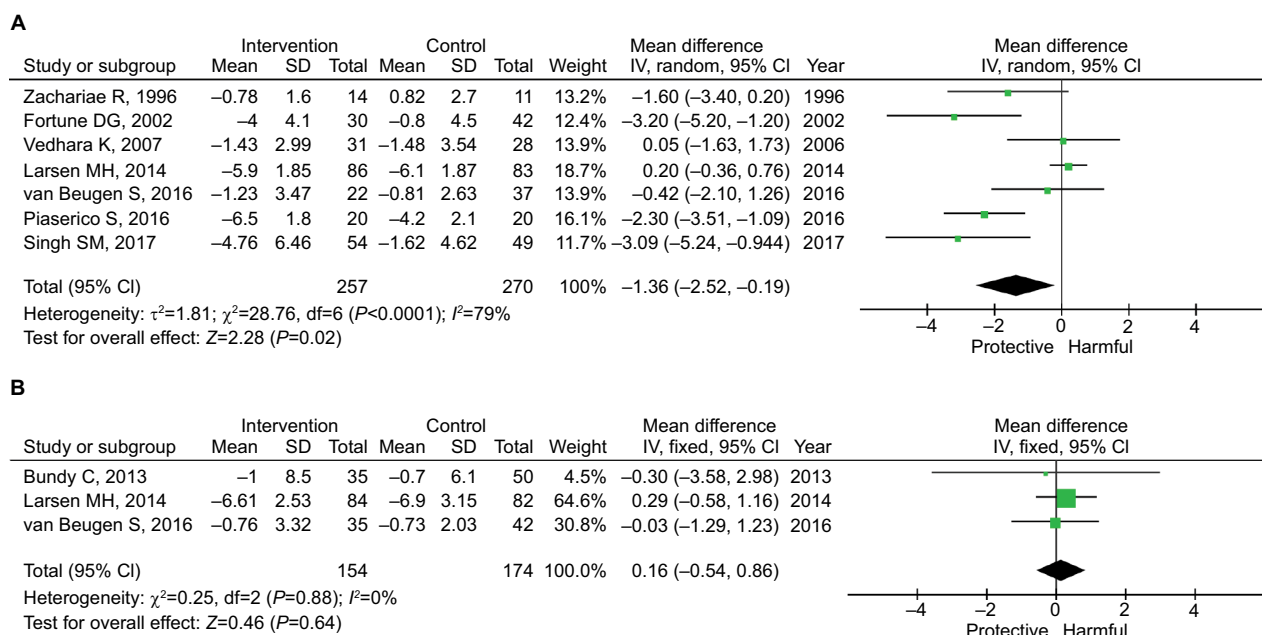 A
Intervention Control Mean difference Mean difference
Study or subgroup Mean SD Total Mean SD Total Weight IV, random, 95% CI Year IV, random, 95% CI
Zachariae R, 1996 –0.78 1.6 14 0.82 2.7 11 13.2% –1.60 (–3.40, 0.20) 1996
Fortune DG, 2002 –4 4.1 30 –0.8 4.5 42 12.4% –3.20 (–5.20, –1.20) 2002
Vedhara K, 2007 –1.43 2.99 31 –1.48 3.54 28 13.9% 0.05 (–1.63, 1.73) 2006
Larsen MH, 2014 –5.9 1.85 86 –6.1 1.87 83 18.7% 0.20 (–0.36, 0.76) 2014
van Beugen S, 2016 –1.23 3.47 22 –0.81 2.63 37 13.9% –0.42 (–2.10, 1.26) 2016
Piaserico S, 2016 –6.5 1.8 20 –4.2 2.1 20 16.1% –2.30 (–3.51, –1.09) 2016
Singh SM, 2017 –4.76 6.46 54 –1.62 4.62 49 11.7% –3.09 (–5.24, –0.944) 2017
Total (95% CI) 257 270 100% –1.36 (–2.52, –0.19)
Heterogeneity: τ²=1.81; χ²=28.76, df=6 (P<0.0001); I²=79%
Test for overall effect: Z=2.28 (P=0.02)
–4 –2 0 2 4
Protective Harmful
B
Intervention Control Mean difference Mean difference
Study or subgroup Mean SD Total Mean SD Total Weight IV, fixed, 95% CI Year IV, fixed, 95% CI
Bundy C, 2013 –1 8.5 35 –0.7 6.1 50 4.5% –0.30 (–3.58, 2.98) 2013
Larsen MH, 2014 –6.61 2.53 84 –6.9 3.15 82 64.6% 0.29 (–0.58, 1.16) 2014
van Beugen S, 2016 –0.76 3.32 35 –0.73 2.03 42 30.8% –0.03 (–1.29, 1.23) 2016
Total (95% CI) 154 174 100.0% 0.16 (–0.54, 0.86)
Heterogeneity: χ²=0.25, df=2 (P=0.88); I²=0%
Test for overall effect: Z=0.46 (P=0.64)
–4 –2 0 2 4
Protective Harmful